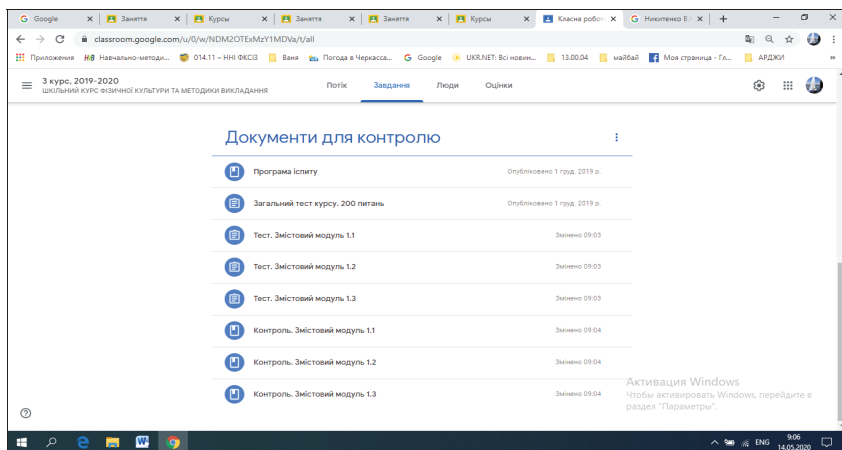 Google
Заняття
Курсы
Заняття
Заняття
Курсы
Класна робо
Никитенко В.
classroom.google.com/u/0/w/NDM2OTExMzY1MDVa/t/all
Приложения Навчально-методи... 014.11 – ННІ ФКСіЗ Ваня Погода в Черкасса... Google UKR.NET: Всі новин... 13.00.04 майбай Моя страница - Гл... АРДЖИ »
3 курс, 2019-2020
ШКІЛЬНИЙ КУРС ФІЗИЧНОЇ КУЛЬТУРИ ТА МЕТОДИКИ ВИКЛАДАННЯ
Потік Завдання Люди Оцінки
Документи для контролю
Програма іспиту Опубліковано 1 груд. 2019 р.
Загальний тест курсу. 200 питань Опубліковано 1 груд. 2019 р.
Тест. Змістовий модуль 1.1 Змінено 09:03
Тест. Змістовий модуль 1.2 Змінено 09:03
Тест. Змістовий модуль 1.3 Змінено 09:03
Контроль. Змістовий модуль 1.1 Змінено 09:04
Контроль. Змістовий модуль 1.2 Змінено 09:04
Контроль. Змістовий модуль 1.3 Змінено 09:04
Активация Windows
Чтобы активировать Windows, перейдите в
раздел "Параметры".
ENG
9:06
14.05.2020